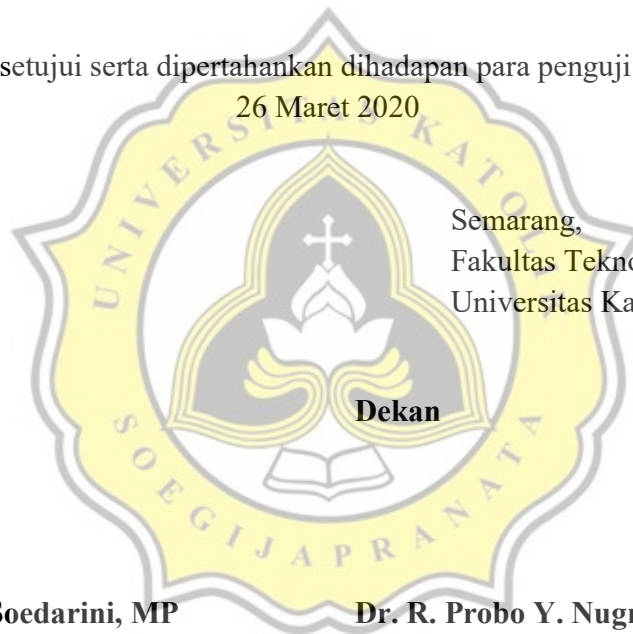 setujui serta dipertahankan dihadapan para penguji
26 Maret 2020
UNIVERSITAS KATOLIK
Semarang,
Fakultas Tekno
Universitas Ka
Dekan
SOEGIJAPRANATA
oedarini, MP
Dr. R. Probo Y. Nugr